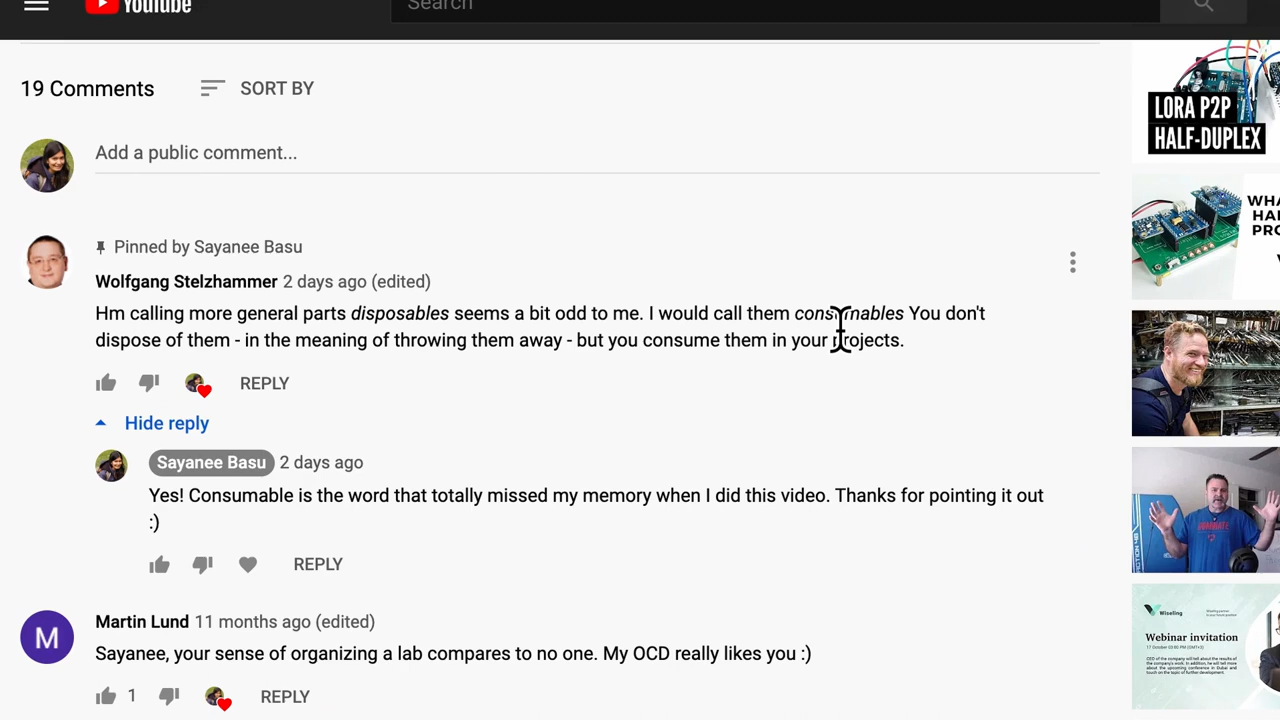 YouTube
Search
19 Comments
SORT BY
Add a public comment...
Pinned by Sayanee Basu
Wolfgang Stelzhammer 2 days ago (edited)
Hm calling more general parts disposables seems a bit odd to me. I would call them consumables You don't
dispose of them - in the meaning of throwing them away - but you consume them in your projects.
REPLY
Hide reply
Sayanee Basu 2 days ago
Yes! Consumable is the word that totally missed my memory when I did this video. Thanks for pointing it out
:)
REPLY
M
Martin Lund 11 months ago (edited)
Sayanee, your sense of organizing a lab compares to no one. My OCD really likes you :)
1
REPLY
LORA P2P
HALF-DUPLEX
WHA
HAR
PRO
Wiseling
Webinar invitation